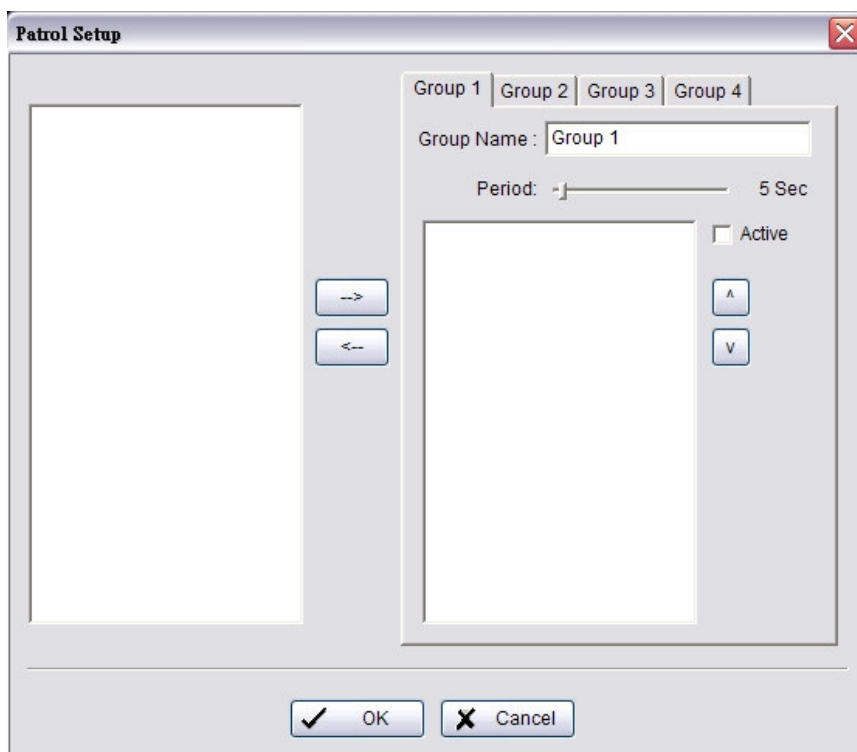 Patrol Setup
Group 1 Group 2 Group 3 Group 4
Group Name : Group 1
Period: 5 Sec
Active
-->
^
<--
v
OK Cancel